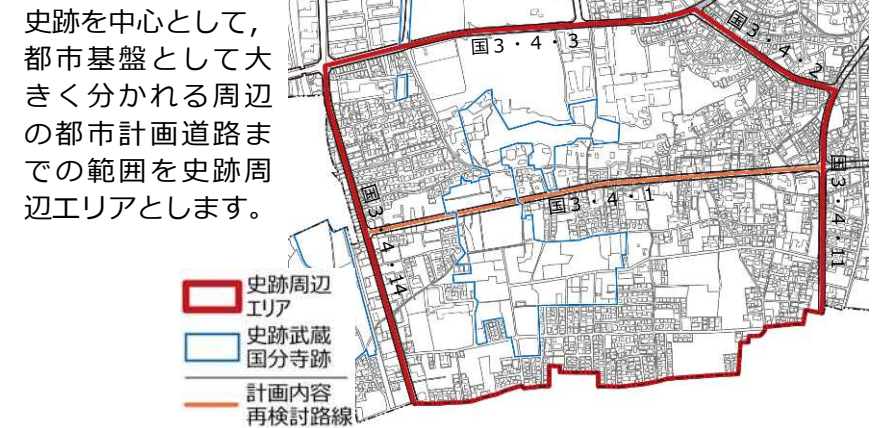 史跡を中心として,
都市基盤として大
きく分かれる周辺
の都市計画道路ま
での範囲を史跡周
辺エリアとします。
国3・4・3
国3・4・2
国3・4・1
国3・4・11
国3・4・14
史跡周辺
エリア
史跡武蔵
国分寺跡
計画内容
再検討路線